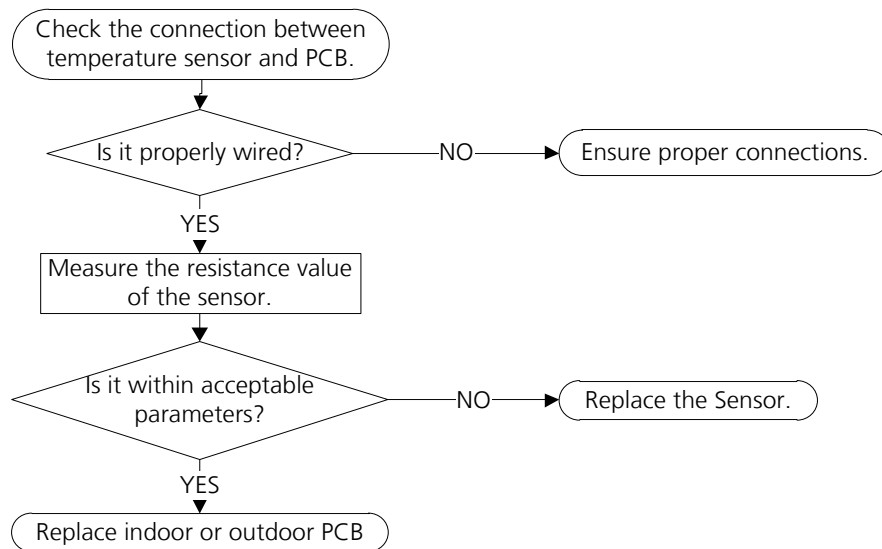 Check the connection between
temperature sensor and PCB.
Is it properly wired?
NO
Ensure proper connections.
YES
Measure the resistance value
of the sensor.
Is it within acceptable
parameters?
NO
Replace the Sensor.
YES
Replace indoor or outdoor PCB